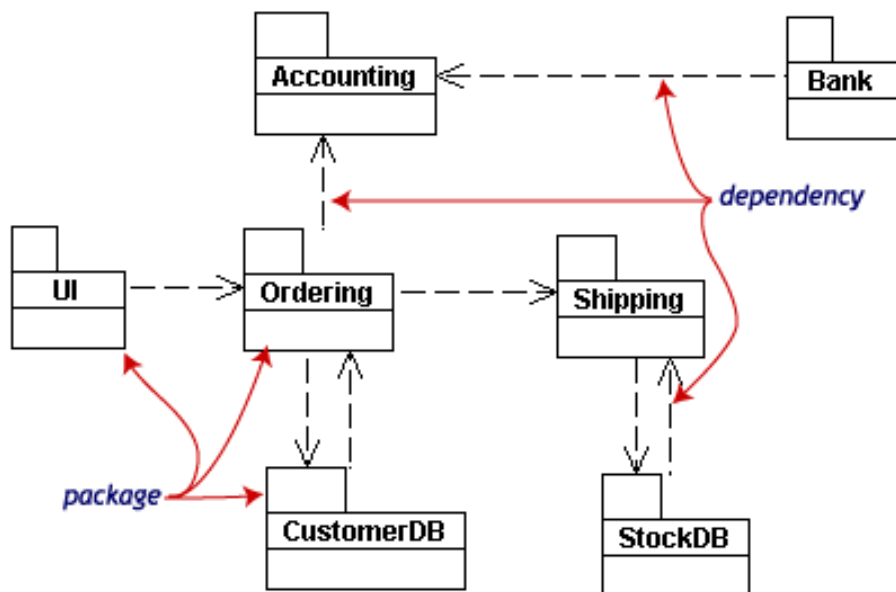 Accounting
Bank
dependency
UI
Ordering
Shipping
package
CustomerDB
StockDB